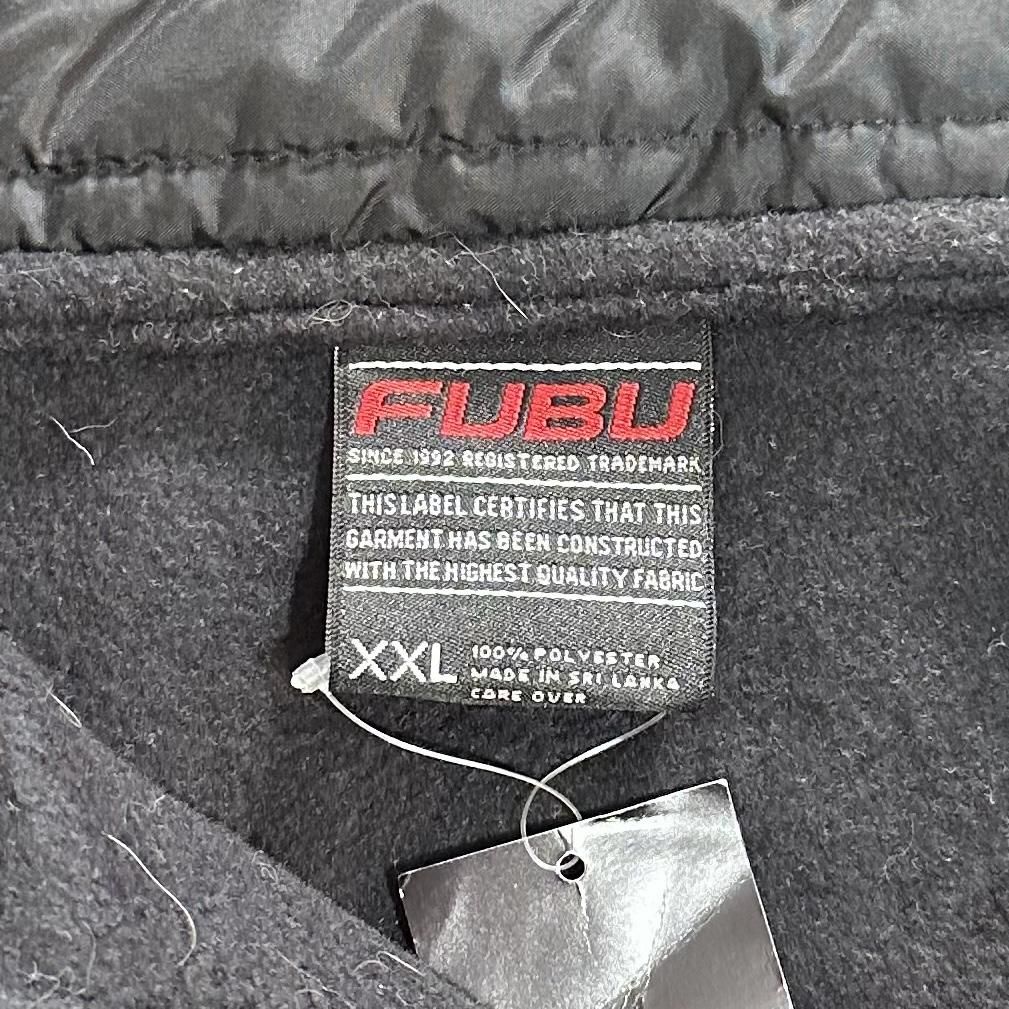 FUBU
SINCE 1992 REGISTERED TRADEMARK
THIS LABEL CERTIFIES THAT THIS
GARMENT HAS BEEN CONSTRUCTED
WITH THE HIGHEST QUALITY FABRIC
XXL
100% POLYESTER
MADE IN SRI LANKA
CARE OVER